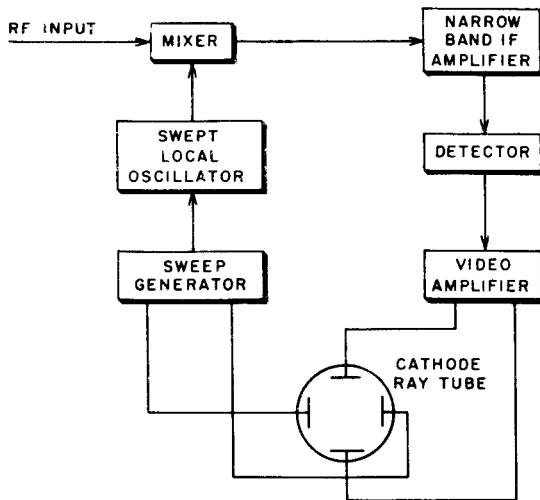 RF INPUT
MIXER
NARROW
BAND IF
AMPLIFIER
SWEPT
LOCAL
OSCILLATOR
DETECTOR
SWEEP
GENERATOR
VIDEO
AMPLIFIER
CATHODE
RAY TUBE